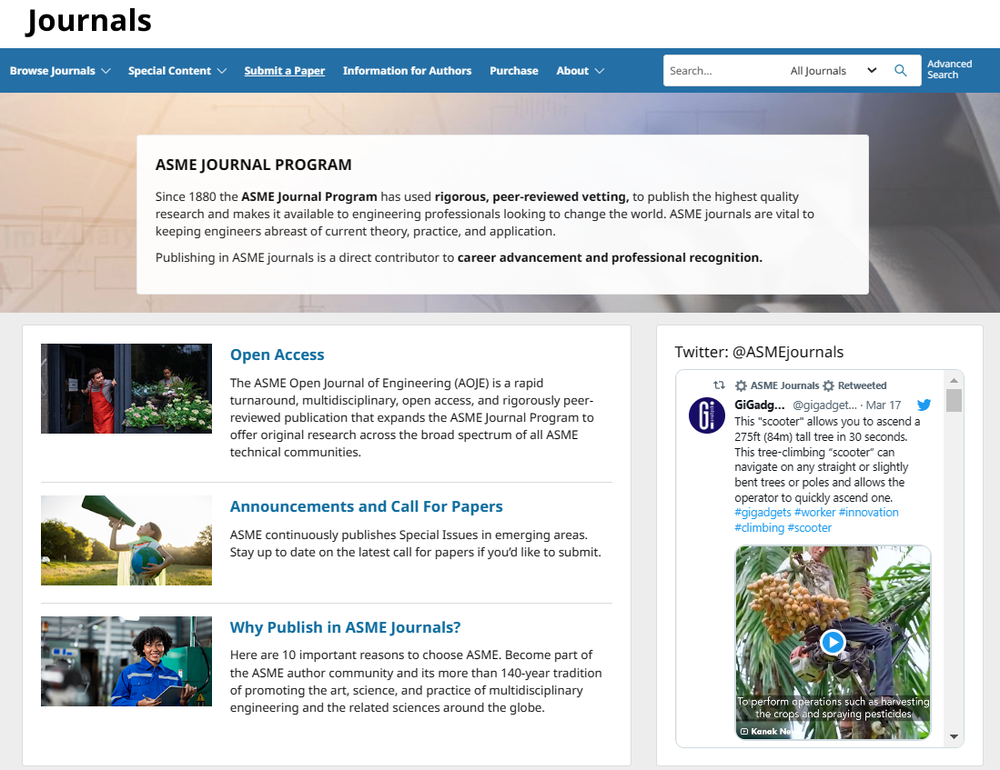 Journals
Browse Journals
Special Content
Submit a Paper
Information for Authors
Purchase
About
Search...
All Journals
Advanced
Search
ASME JOURNAL PROGRAM
Since 1880 the ASME Journal Program has used rigorous, peer-reviewed vetting, to publish the highest quality
research and makes it available to engineering professionals looking to change the world. ASME journals are vital to
keeping engineers abreast of current theory, practice, and application.
Publishing in ASME journals is a direct contributor to career advancement and professional recognition.
Open Access
The ASME Open Journal of Engineering (AOJE) is a rapid
turnaround, multidisciplinary, open access, and rigorously peer-
reviewed publication that expands the ASME Journal Program to
offer original research across the broad spectrum of all ASME
technical communities.
Announcements and Call For Papers
ASME continuously publishes Special Issues in emerging areas.
Stay up to date on the latest call for papers if you’d like to submit.
Why Publish in ASME Journals?
Here are 10 important reasons to choose ASME. Become part of
the ASME author community and its more than 140-year tradition
of promoting the art, science, and practice of multidisciplinary
engineering and the related sciences around the globe.
Twitter: @ASMEjournals
ASME Journals Retweeted
GiGadg... @gigadget... · Mar 17
This "scooter" allows you to ascend a
275ft (84m) tall tree in 30 seconds.
This tree-climbing “scooter” can
navigate on any straight or slightly
bent trees or poles and allows the
operator to quickly ascend one.
#gigadgets #worker #innovation
#climbing #scooter
To perform operations such as harvesting
the crops and spraying pesticides
Kanak